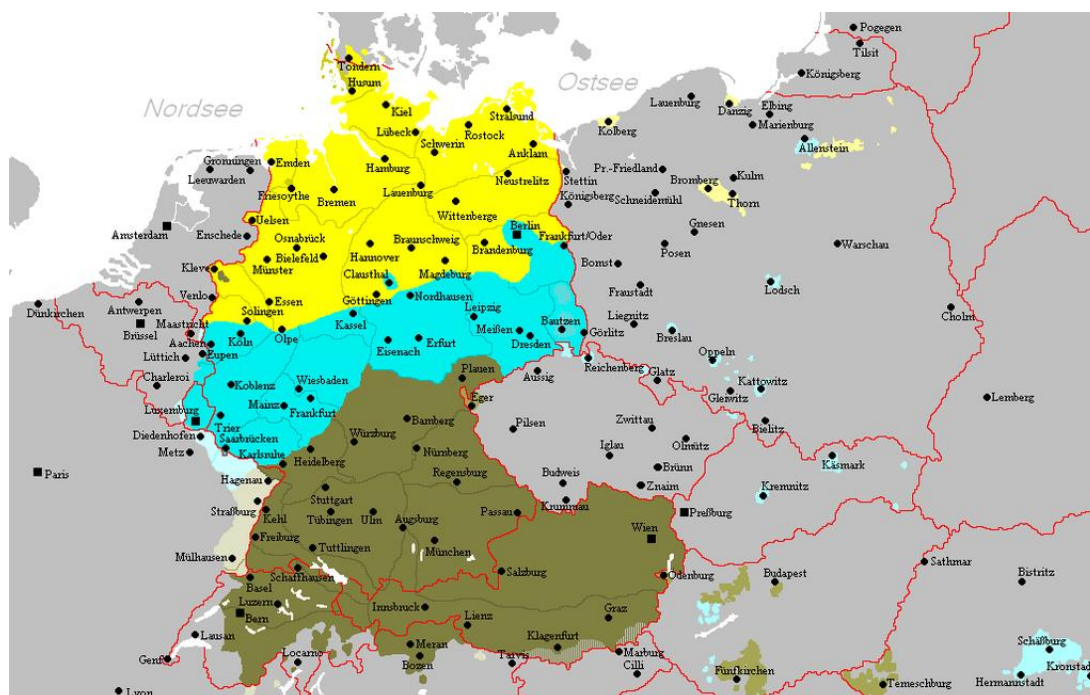 Pogegen
Tilsit
Königsberg
Tondern
Husum
Ostsee
Nordsee
Lauenburg
Danzig
Elbing
Marienburg
Kiel
Stralsund
Kolberg
Lübeck
Rostock
Schwerin
Anklam
Allenstein
Groningen
Leeuwarden
Emden
Hamburg
Neustrelitz
Stettin
Pr.-Friedland
Bromberg
Kulm
Friesoythe
Bremen
Lauenburg
Wittenberge
Königsberg
Schneidemühl
Thorn
Uelsen
Amsterdam
Enschede
Osnabrück
Bielefeld
Hannover
Braunschweig
Brandenburg
Berlin
Frankfurt/Oder
Gnesen
Posen
Warschau
Münster
Clausthal
Magdeburg
Bomst
Kleve
Venlo
Essen
Göttingen
Nordhausen
Leipzig
Fraustadt
Lodsch
Dünkirchen
Antwerpen
Brüssel
Maastricht
Solingen
Köln
Olpe
Kassel
Meißen
Bautzen
Görlitz
Liegnitz
Breslau
Cholm
Aachen
Eupen
Lüttich
Eisenach
Erfurt
Dresden
Reichenberg
Oppeln
Charleroi
Koblenz
Wiesbaden
Plauen
Aussig
Glatz
Gleiwitz
Kattowitz
Lemberg
Luxemburg
Trier
Mainz
Frankfurt
Eger
Bamberg
Zwittau
Bielitz
Diedenhofen
Saarbrücken
Metz
Karlsruhe
Heidelberg
Würzburg
Nürnberg
Pilsen
Iglau
Olmütz
Brünn
Käsmark
Paris
Hagenau
Regensburg
Budweis
Znaim
Kremnitz
Straßburg
Kehl
Stuttgart
Tübingen
Ulm
Augsburg
Passau
Krummau
Preßburg
Wien
Freiburg
München
Mülhausen
Tuttlingen
Schaffhausen
Basel
Salzburg
Ödenburg
Budapest
Sathmar
Bistritz
Luzern
Bern
Innsbruck
Lienz
Graz
Lausan
Genf
Locarno
Meran
Bozen
Klagenfurt
Tarvis
Marburg
Cilli
Fünfkirchen
Temeschburg
Schäßburg
Kronstadt
Hermannstadt
Lyon